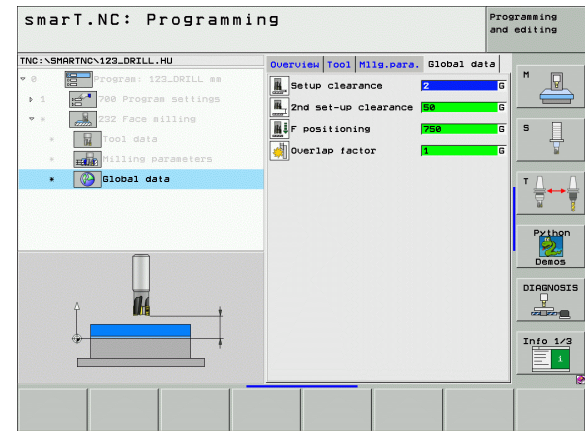 smarT.NC: Programming
Programming
and editing
TNC:\SMARTNC\123_DRILL.HU
0 Program: 123_DRILL mm
1 700 Program settings
* 232 Face milling
* Tool data
* Milling parameters
* Global data
Overview Tool Mllg.para. Global data
Setup clearance 2 G
2nd set-up clearance 50 G
F positioning 750 G
Overlap factor 1 G
M
S
T
Python
Demos
DIAGNOSIS
Info 1/3
1